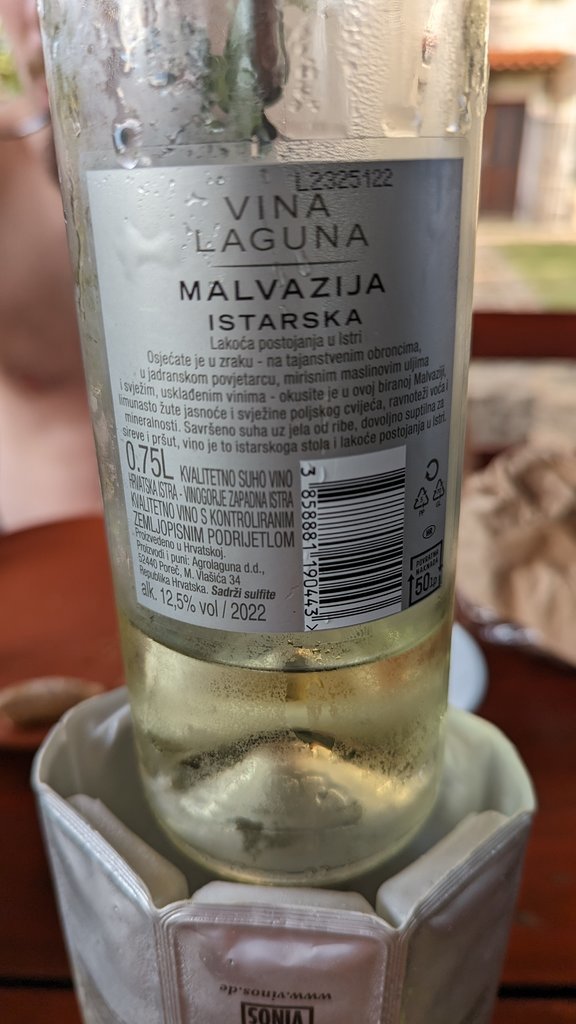 L2325122
VINA
LAGUNA
MALVAZIJA
ISTARSKA
Lakoća postojanja u Istri
Osjećate je u zraku - na tajanstvenim obroncima,
u jadranskom povjetarcu, mirisnim maslinovim uljima
i svježim, usklađenim vinima - okusite je u ovoj biranoj Malvaziji,
limunasto žute jasnoće i svježine poljskog cvijeća, ravnoteži voća i
mineralnosti. Savršeno suha uz jela od ribe, dovoljno suptilna za
sireve i pršut, vino je to istarskoga stola i lakoće postojanja u Istri.
0.75L KVALITETNO SUHO VINO
HRVATSKA ISTRA - VINOGORJE ZAPADNA ISTRA
KVALITETNO VINO S KONTROLIRANIM
ZEMLJOPISNIM PODRIJETLOM
Proizvedeno u Hrvatskoj.
Proizvodi i puni: Agrolaguna d.d.,
52440 Poreč, M. Vlašića 34
Republika Hrvatska. Sadrži sulfite
alk. 12,5% vol / 2022
3 858881 190443 >
POVRATNA
NAKNADA
www.vinos.de
SONJA